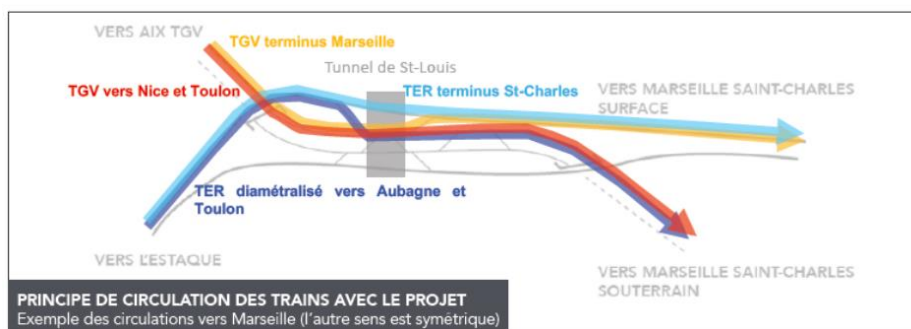 VERS AIX TGV
TGV terminus Marseille
Tunnel de St-Louis
TGV vers Nice et Toulon
TER terminus St-Charles
VERS MARSEILLE SAINT-CHARLES
SURFACE
TER diamétralisé vers Aubagne et
Toulon
VERS L'ESTAQUE
VERS MARSEILLE SAINT-CHARLES
SOUTERRAIN
PRINCIPE DE CIRCULATION DES TRAINS AVEC LE PROJET
Exemple des circulations vers Marseille (l'autre sens est symétrique)